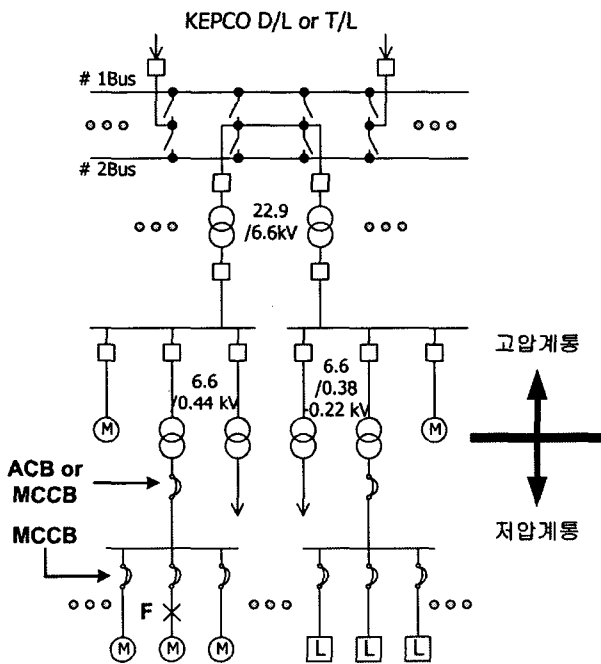 KEPCO D/L or T/L
# 1Bus
# 2Bus
22.9
/6.6kV
고압계통
6.6
/0.44 kV
6.6
/0.38
-0.22 kV
M
M
ACB or
MCCB
MCCB
저압계통
F
M
M
M
L
L
L